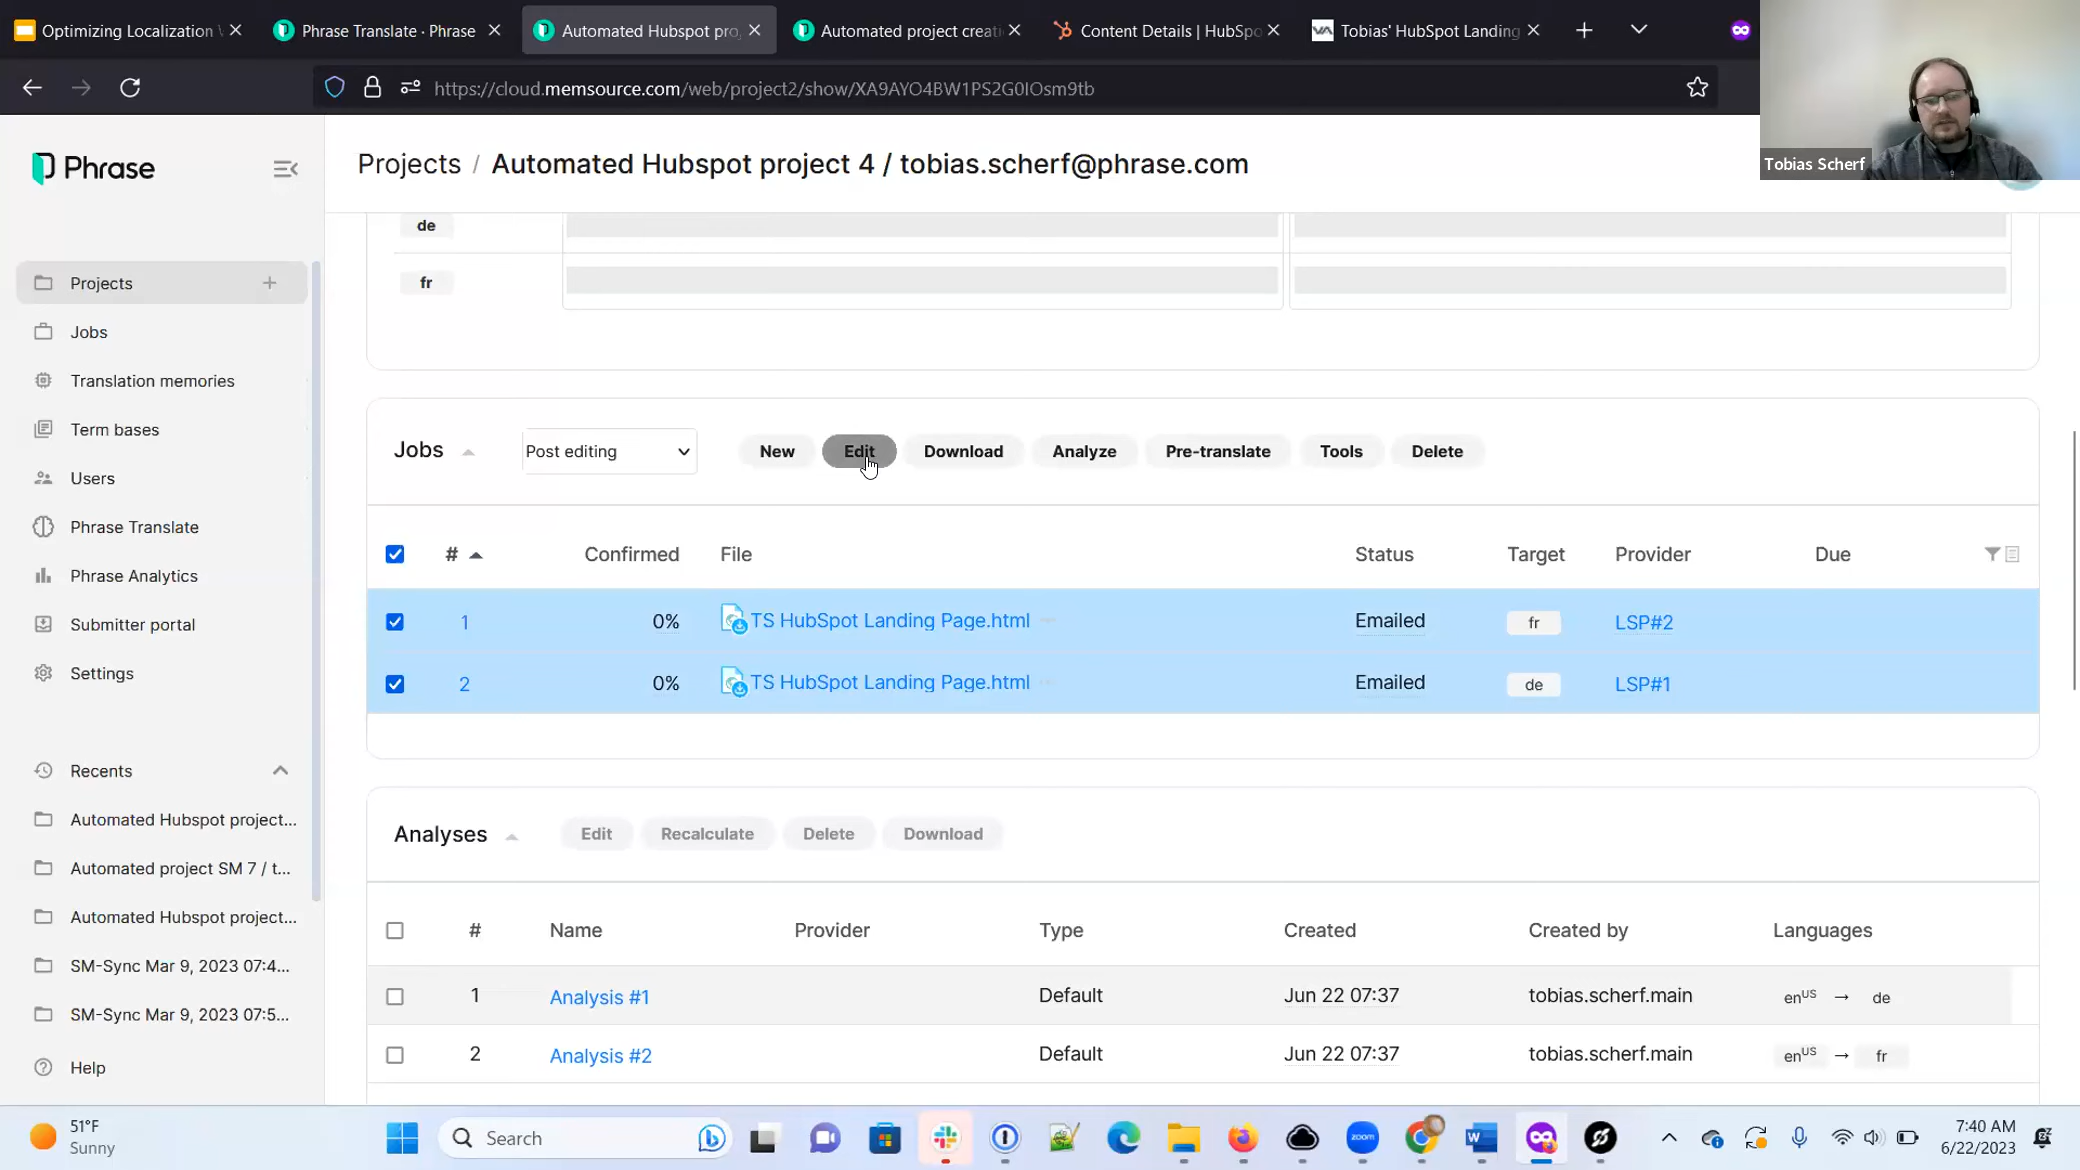 Optimizing Localization
Phrase Translate · Phrase
Automated Hubspot pro
Automated project creati
Content Details | HubSpo
Tobias' HubSpot Landing
https://cloud.memsource.com/web/project2/show/XA9AYO4BW1PS2G0IOsm9tb
Tobias Scherf
Phrase
Projects / Automated Hubspot project 4 / tobias.scherf@phrase.com
Projects
Jobs
Translation memories
Term bases
Users
Phrase Translate
Phrase Analytics
Submitter portal
Settings
Recents
Automated Hubspot project...
Automated project SM 7 / t...
Automated Hubspot project...
SM-Sync Mar 9, 2023 07:4...
SM-Sync Mar 9, 2023 07:5...
Help
de
fr
Jobs Post editing New Edit Download Analyze Pre-translate Tools Delete
# Confirmed File Status Target Provider Due
1 0% TS HubSpot Landing Page.html Emailed fr LSP#2
2 0% TS HubSpot Landing Page.html Emailed de LSP#1
Analyses Edit Recalculate Delete Download
# Name Provider Type Created Created by Languages
1 Analysis #1 Default Jun 22 07:37 tobias.scherf.main en US → de
2 Analysis #2 Default Jun 22 07:37 tobias.scherf.main en US → fr
51°F
Sunny
Search
zoom
7:40 AM
6/22/2023